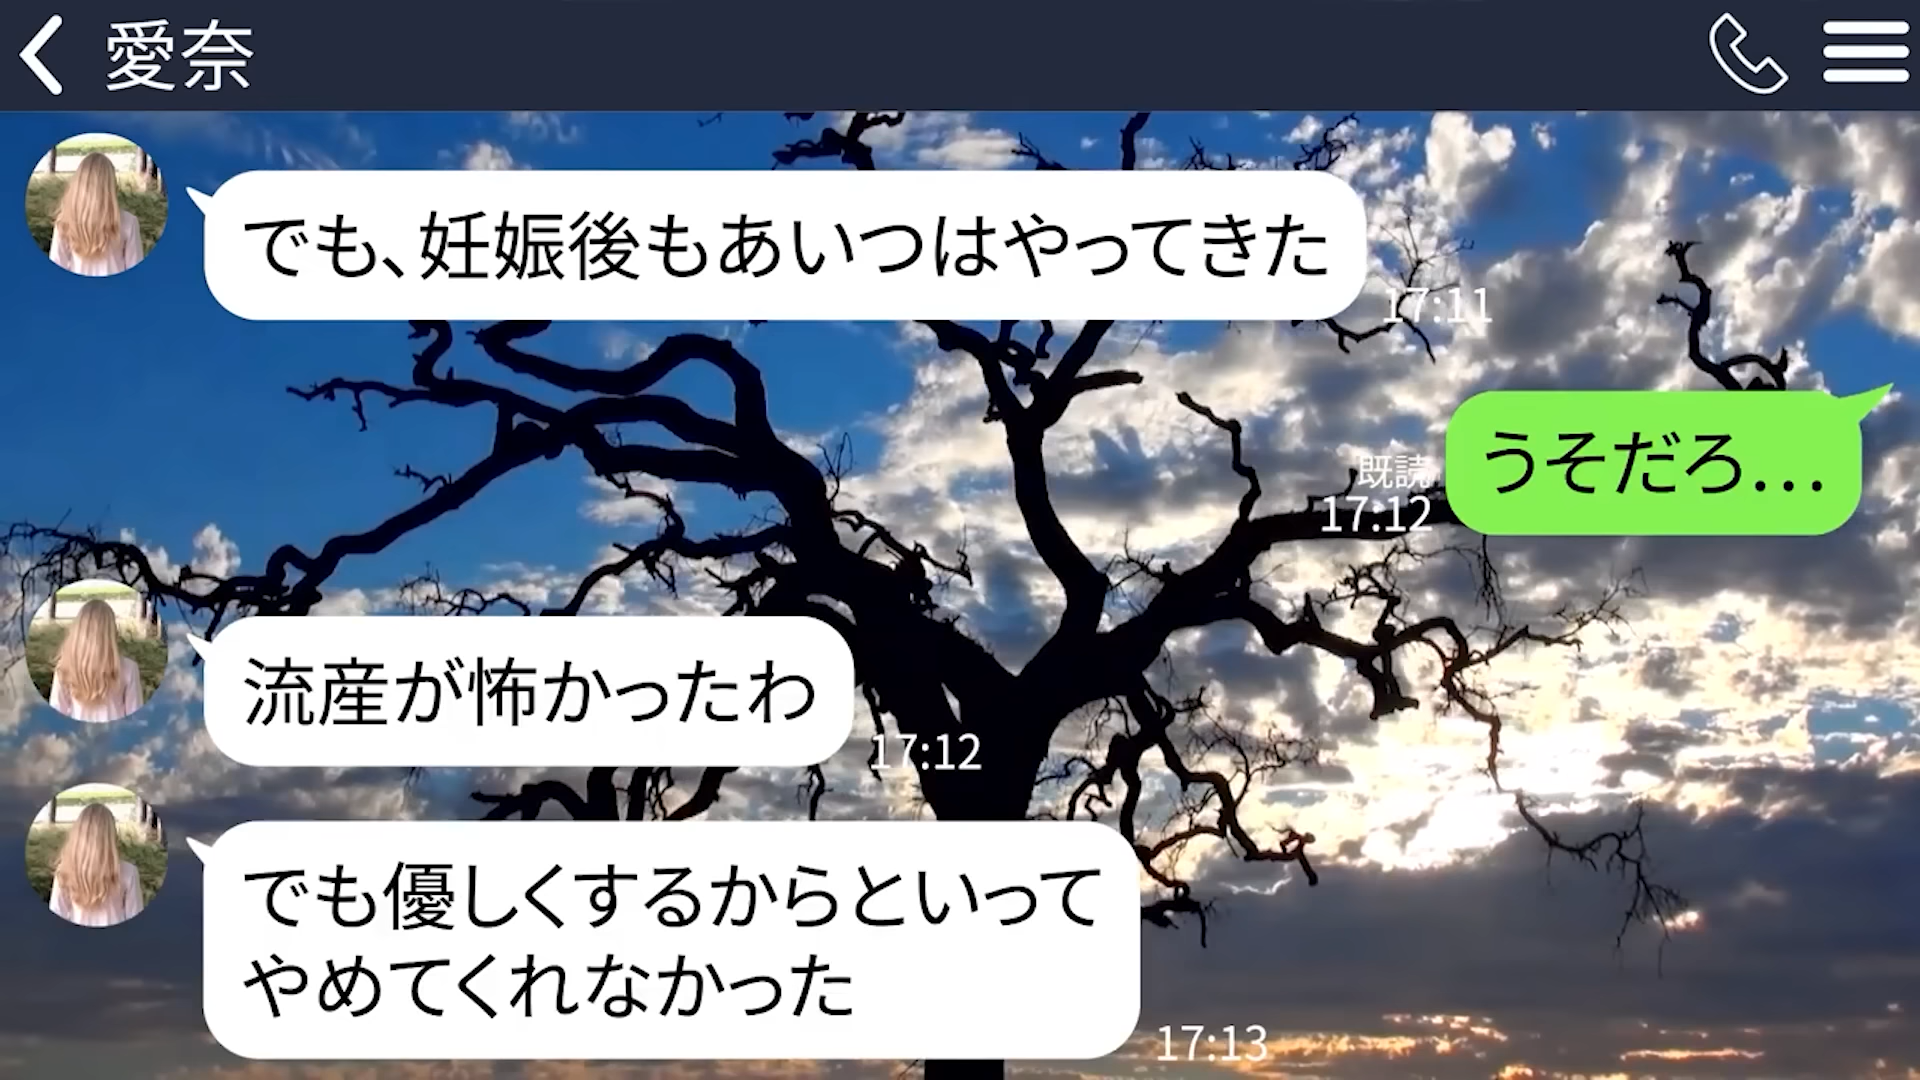 愛奈
でも、妊娠後もあいつはやってきた
17:11
うそだろ…
既読
17:12
流産が怖かったわ
17:12
でも優しくするからといって
やめてくれなかった
17:13